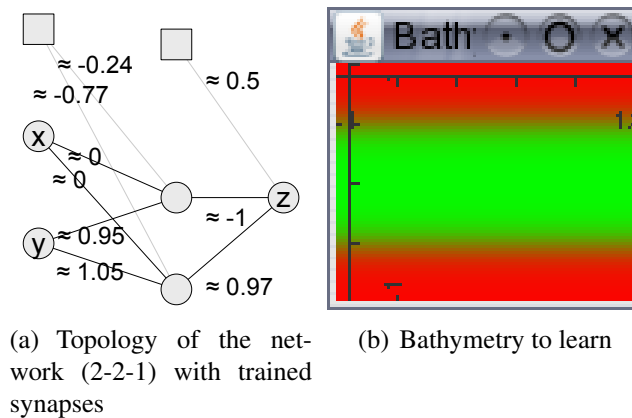 ≈ -0.24
≈ -0.77
≈ 0.5
x
≈ 0
≈ 0
z
≈ -1
y
≈ 0.95
≈ 1.05
≈ 0.97
(a) Topology of the net-
work (2-2-1) with trained
synapses
Bath
1
(b) Bathymetry to learn